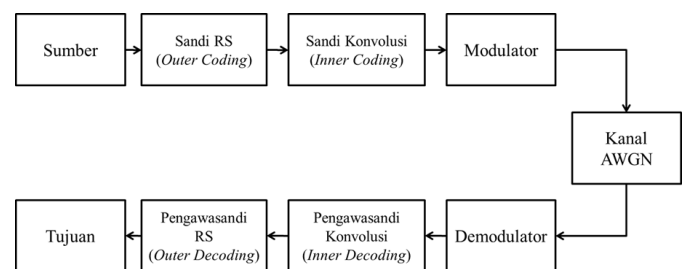 Sumber
Sandi RS
(Outer Coding)
Sandi Konvolusi
(Inner Coding)
Modulator
Kanal
AWGN
Tujuan
Pengawasandi
RS
(Outer Decoding)
Pengawasandi
Konvolusi
(Inner Decoding)
Demodulator